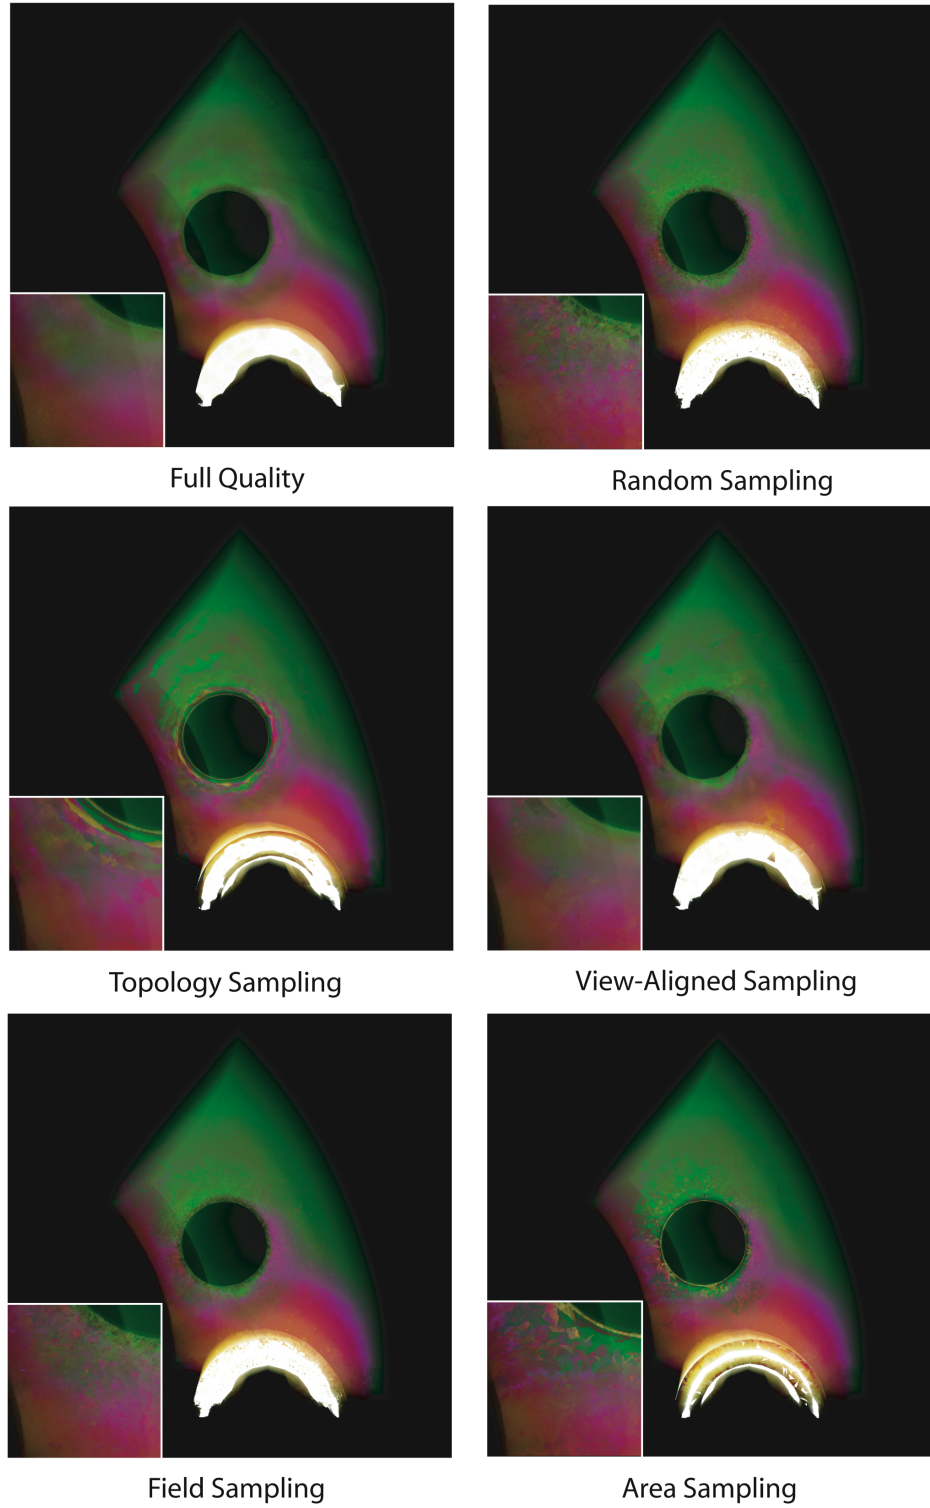 Full Quality
Random Sampling
Topology Sampling
View-Aligned Sampling
Field Sampling
Area Sampling